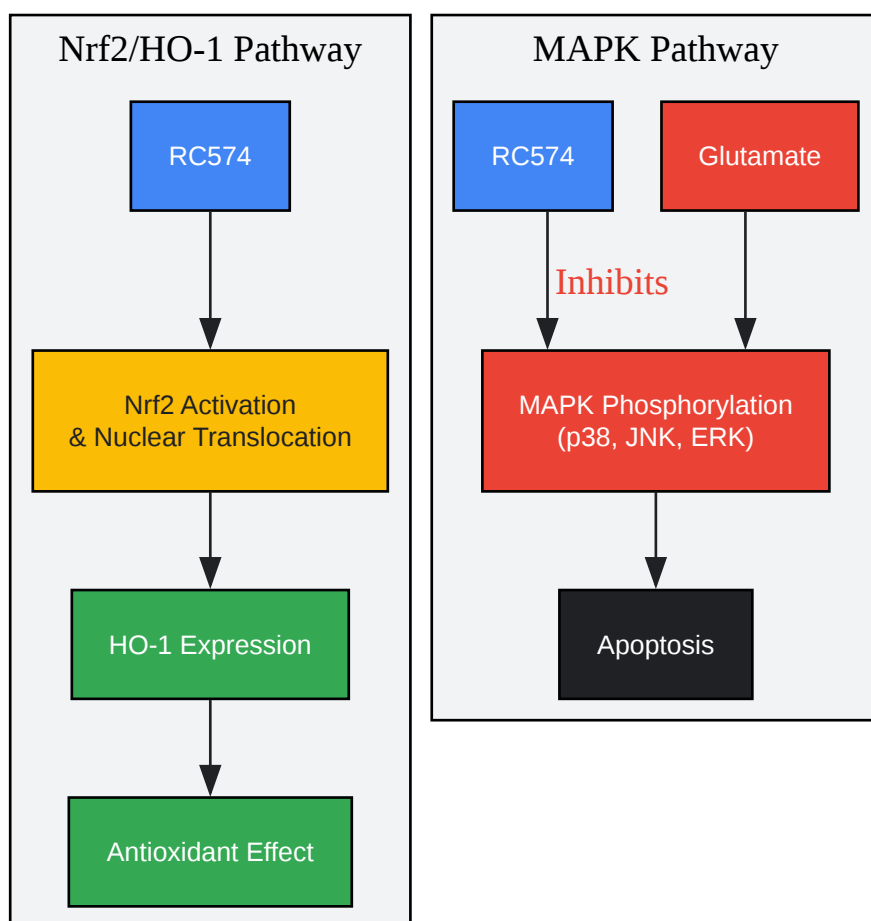 Nrf2/HO-1 Pathway
RC574
Nrf2 Activation
& Nuclear Translocation
HO-1 Expression
Antioxidant Effect
MAPK Pathway
RC574
Glutamate
Inhibits
MAPK Phosphorylation
(p38, JNK, ERK)
Apoptosis